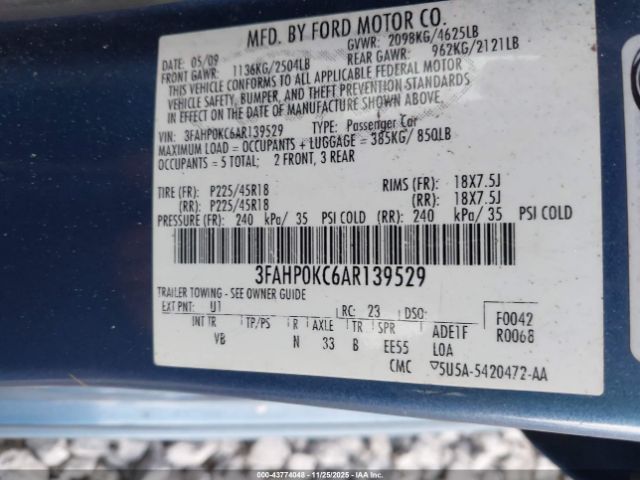 MFD. BY FORD MOTOR CO.
DATE: 05/09 GVWR: 2098KG/4625LB
FRONT GAWR: 1136KG/2504LB REAR GAWR: 962KG/2121LB
THIS VEHICLE CONFORMS TO ALL APPLICABLE FEDERAL MOTOR
VEHICLE SAFETY, BUMPER, AND THEFT PREVENTION STANDARDS
IN EFFECT ON THE DATE OF MANUFACTURE SHOWN ABOVE.
VIN: 3FAHP0KC6AR139529 TYPE: Passenger Car
MAXIMUM LOAD = OCCUPANTS + LUGGAGE = 385KG/ 850LB
OCCUPANTS = 5 TOTAL; 2 FRONT, 3 REAR
TIRE (FR): P225/45R18 RIMS (FR): 18X7.5J
(RR): P225/45R18 (RR): 18X7.5J
PRESSURE (FR): 240 kPa/ 35 PSI COLD (RR): 240 kPa/ 35 PSI COLD
3FAHP0KC6AR139529
TRAILER TOWING - SEE OWNER GUIDE
EXT PNT: U1 RC: 23 DSO: F0042
INT TR TP/PS R AXLE TR SPR ADE1F R0068
VB N 33 B EE55 LOA
CMC ▽5U5A-5420472-AA
© 43774048 - 11/25/2025 - IAA, INC.